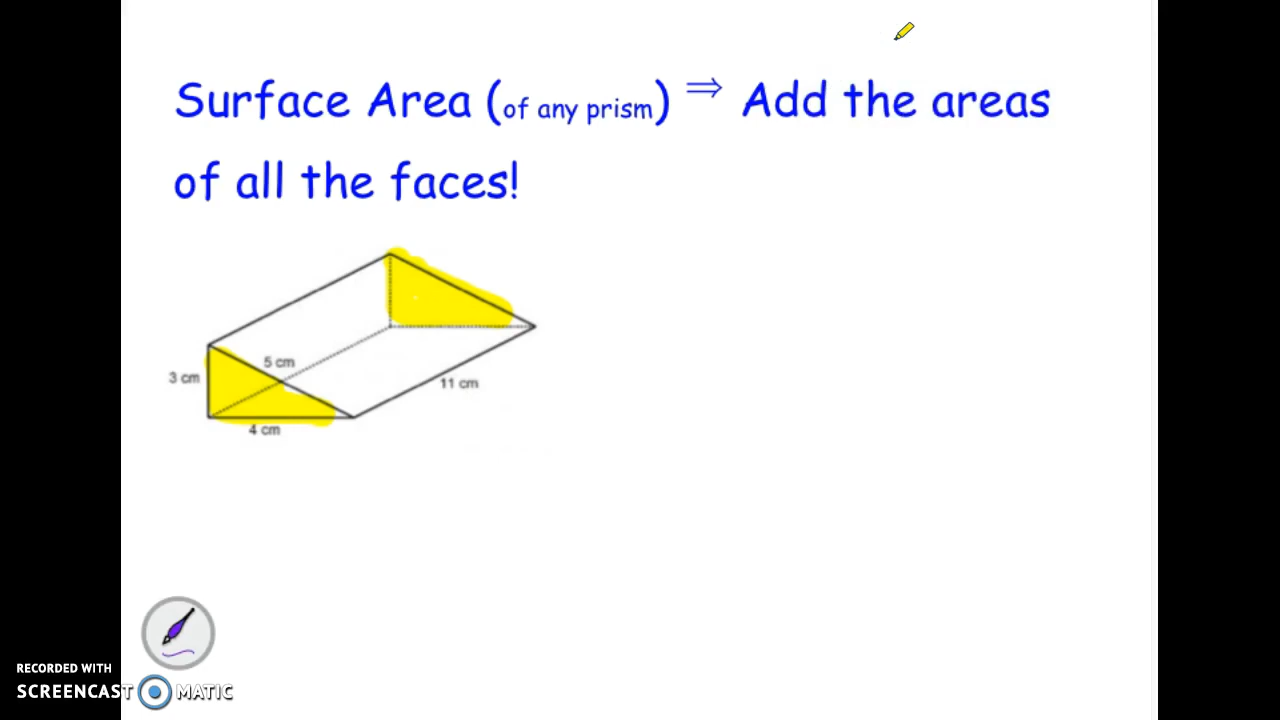 Surface Area (of any prism) ⇒ Add the areas
of all the faces!
5 cm
3 cm
11 cm
4 cm
RECORDED WITH
SCREENCAST MATIC